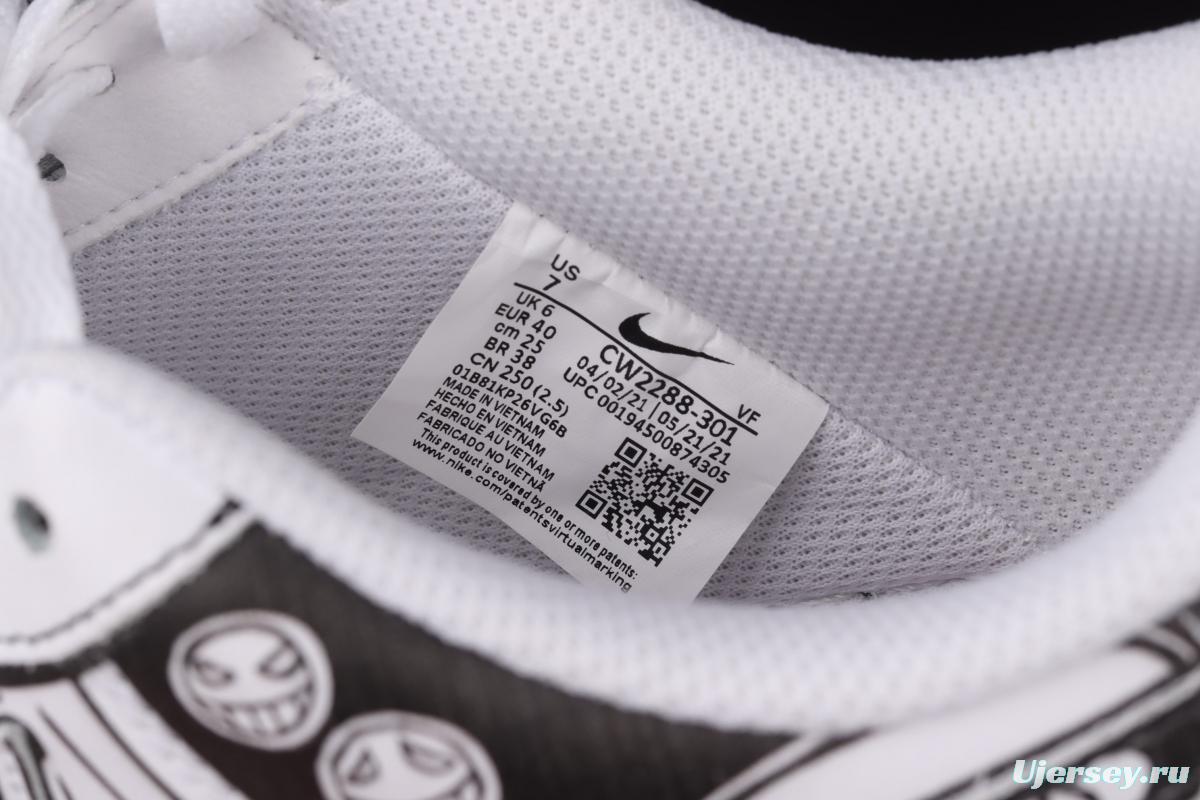 US
7
UK 6
EUR 40
cm 25
BR 38
CN 250 (2.5)
01B81KP26VG6B
MADE IN VIETNAM
HECHO EN VIETNAM
FABRIQUE AU VIETNAM
FABRICADO NO VIETNÃ
This product is covered by one or more patents:
www.nike.com/patentsvirtualmarking
CW2288-301
VF
04/02/21 | 05/21/21
UPC 00194500874305
Ujersey.ru